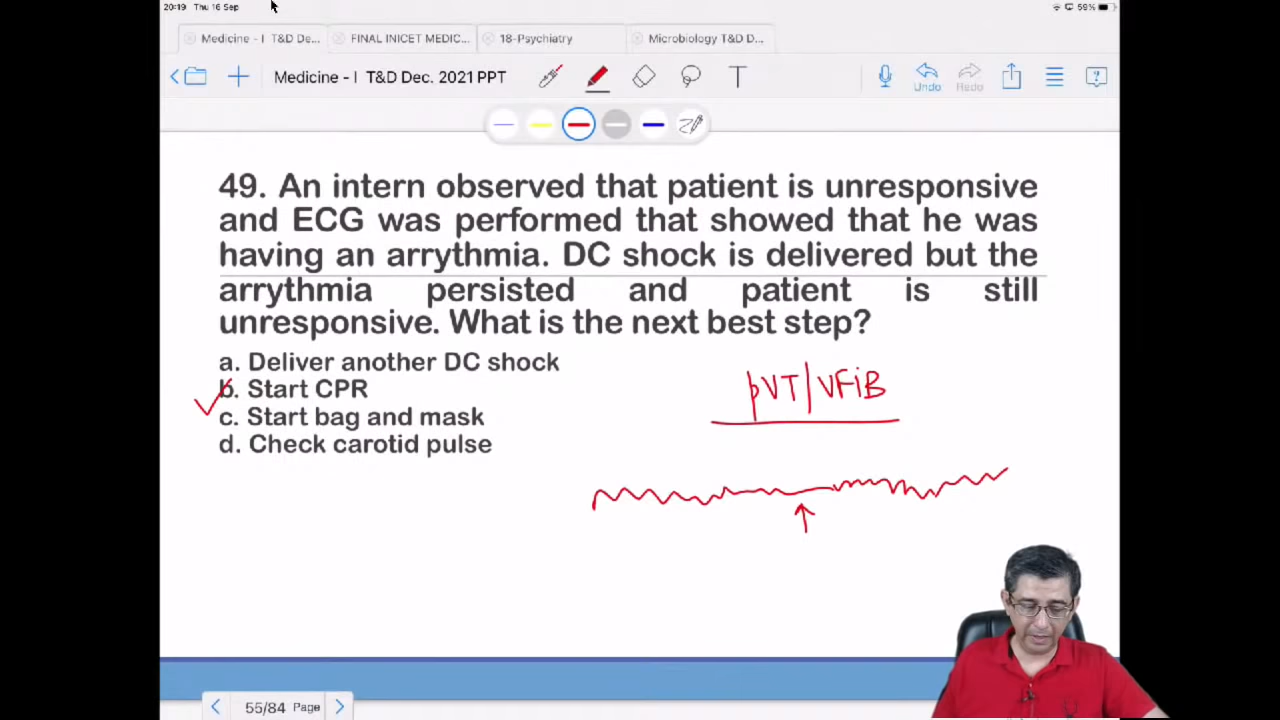 20:19 Thu 16 Sep
59%
Medicine - I T&D De...
FINAL INICET MEDIC...
18-Psychiatry
Microbiology T&D D...
Medicine - I T&D Dec. 2021 PPT
T
Undo
Redo
49. An intern observed that patient is unresponsive
and ECG was performed that showed that he was
having an arrythmia. DC shock is delivered but the
arrythmia persisted and patient is still
unresponsive. What is the next best step?
a. Deliver another DC shock
b. Start CPR
c. Start bag and mask
d. Check carotid pulse
pVT/VFiB
55/84 Page